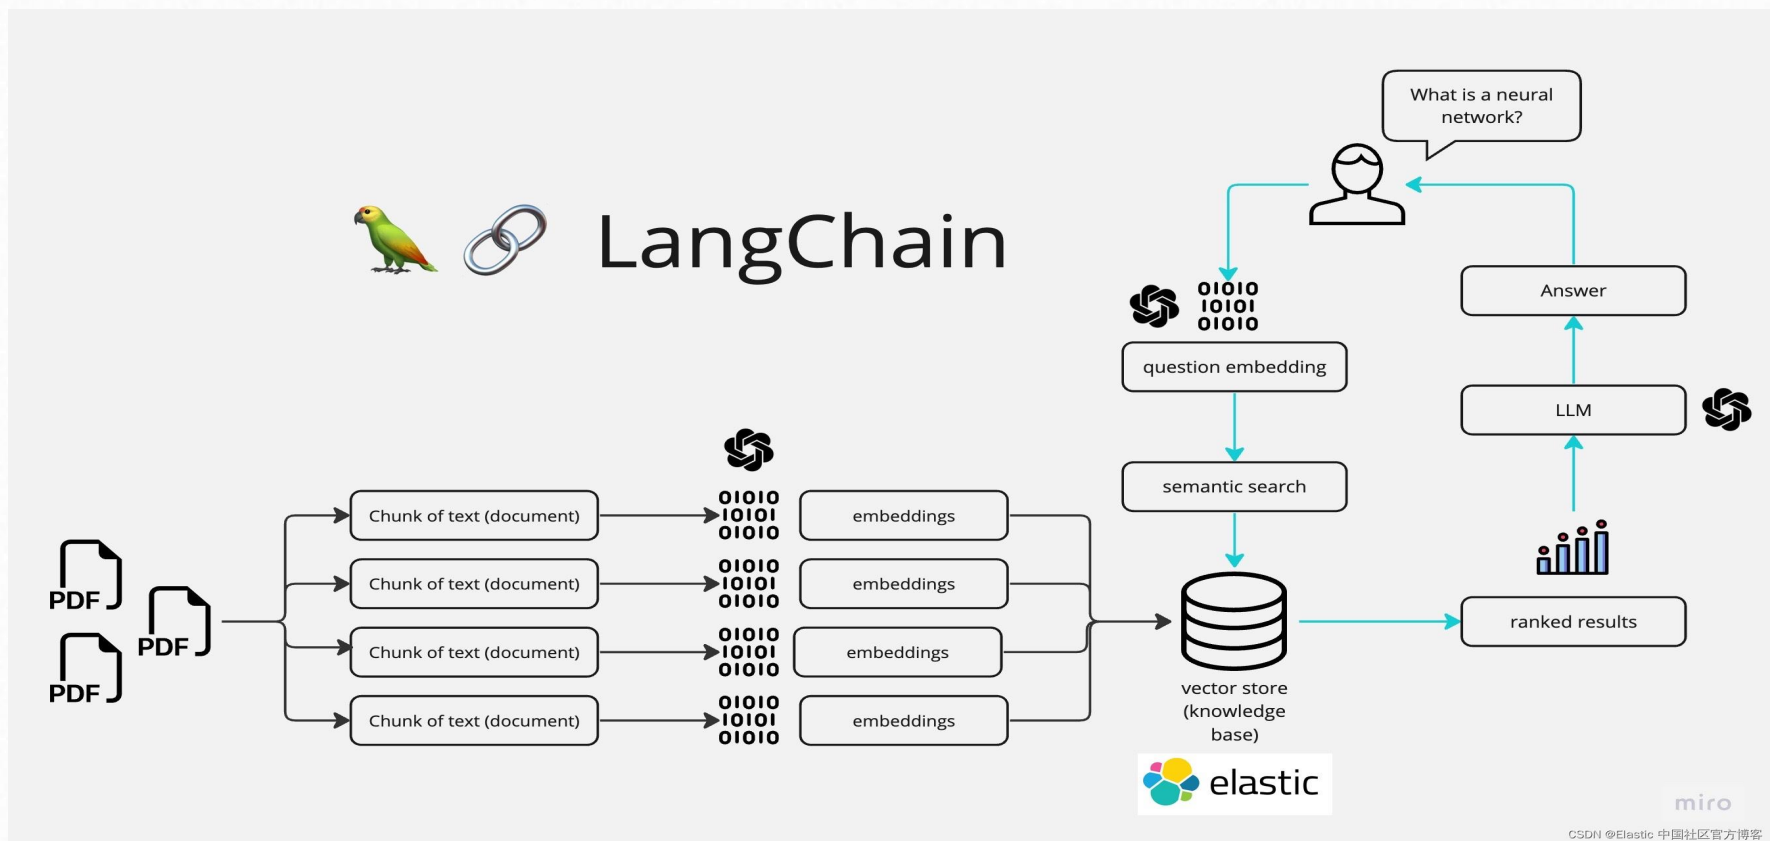 What is a neural
network?
LangChain
01010
10101
01010
Answer
question embedding
LLM
semantic search
PDF
PDF
PDF
Chunk of text (document)
01010
10101
01010
embeddings
Chunk of text (document)
01010
10101
01010
embeddings
Chunk of text (document)
01010
10101
01010
embeddings
Chunk of text (document)
01010
10101
01010
embeddings
ranked results
vector store
(knowledge
base)
elastic
miro
CSDN @Elastic 中国社区官方博客